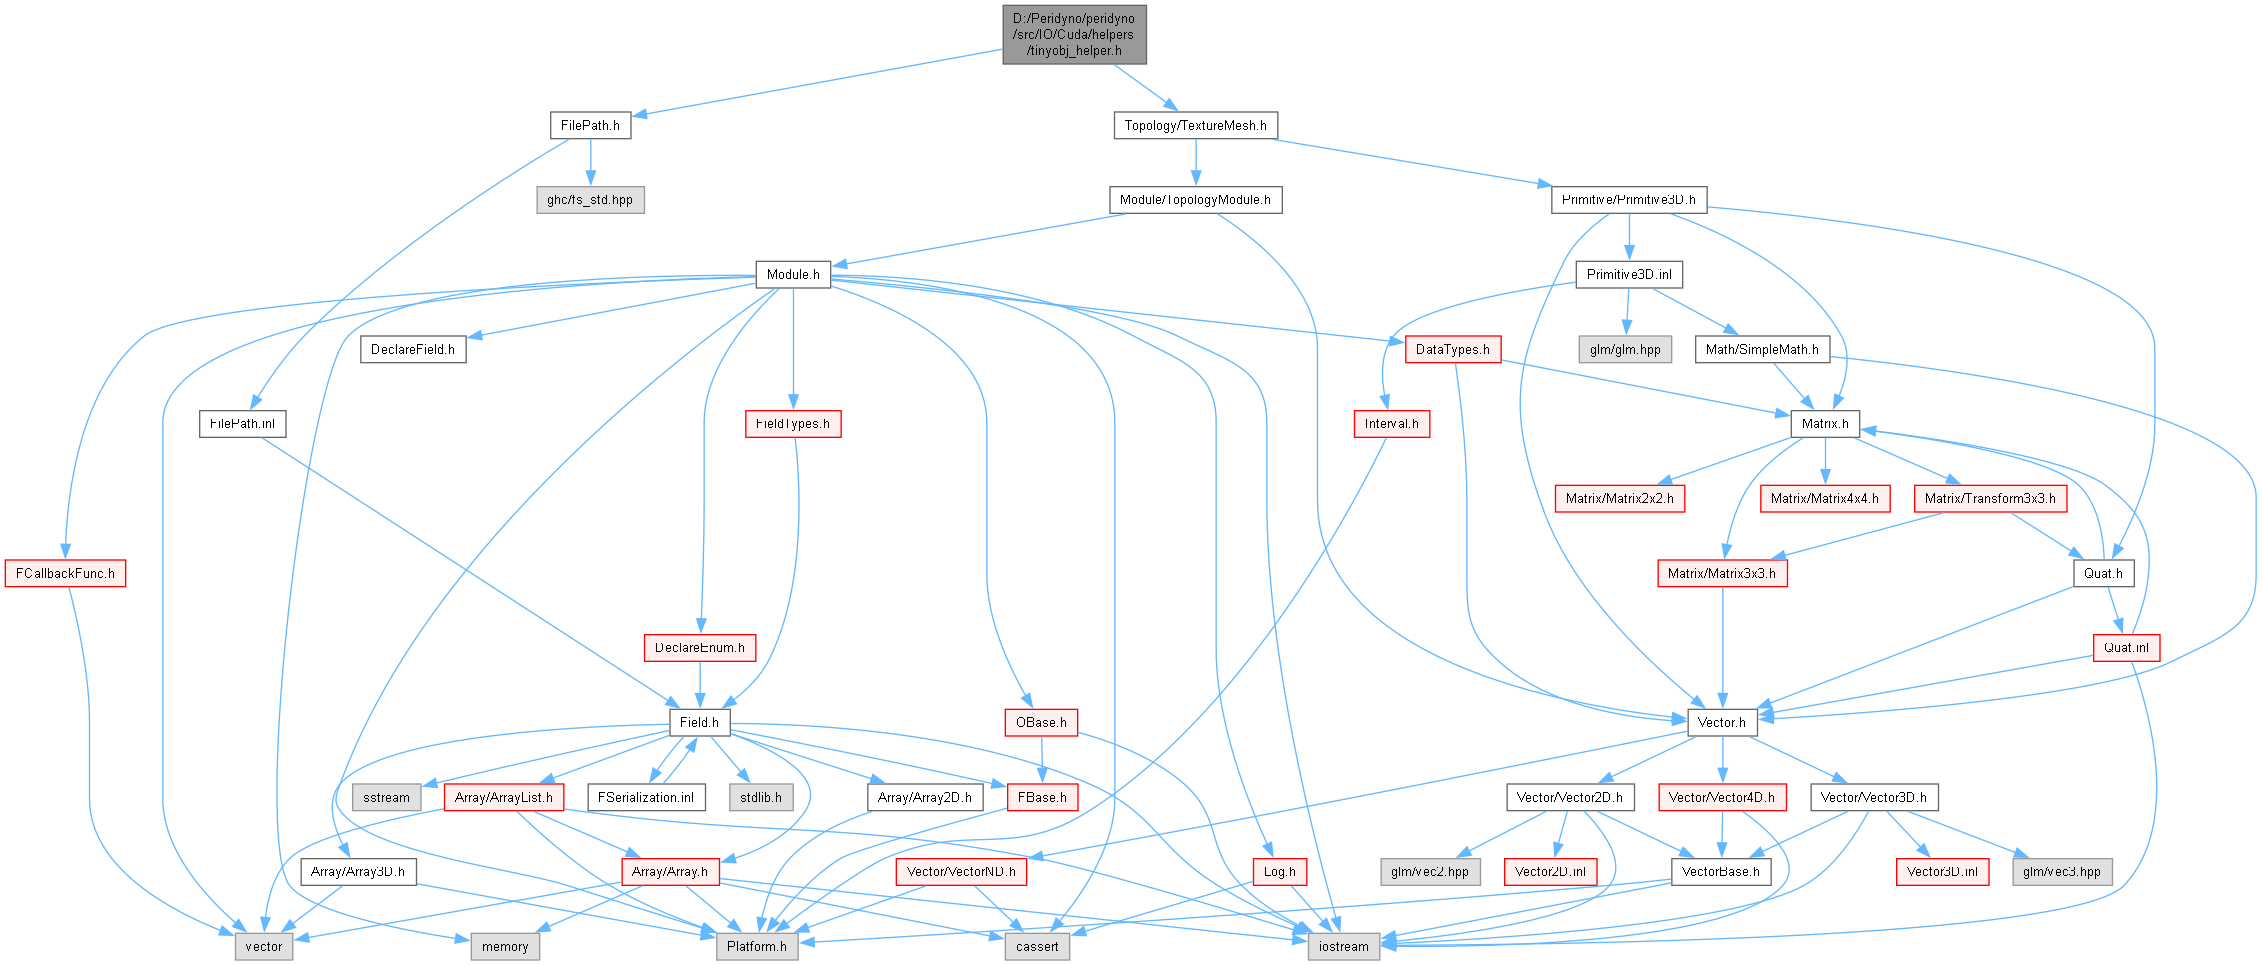 D:/Peridyno/peridyno
/src/IO/Cuda/helpers
/tinyobj_helper.h
FilePath.h
Topology/TextureMesh.h
ghc/fs_std.hpp
Module/TopologyModule.h
Primitive/Primitive3D.h
Module.h
Primitive3D.inl
DeclareField.h
DataTypes.h
glm/glm.hpp
Math/SimpleMath.h
FilePath.inl
FieldTypes.h
Interval.h
Matrix.h
Matrix/Matrix2x2.h
Matrix/Matrix4x4.h
Matrix/Transform3x3.h
FCallbackFunc.h
Matrix/Matrix3x3.h
Quat.h
DeclareEnum.h
Quat.inl
Field.h
OBase.h
Vector.h
sstream
Array/ArrayList.h
FSerialization.inl
stdlib.h
Array/Array2D.h
FBase.h
Vector/Vector2D.h
Vector/Vector4D.h
Vector/Vector3D.h
Array/Array3D.h
Array/Array.h
Vector/VectorND.h
Log.h
glm/vec2.hpp
Vector2D.inl
VectorBase.h
Vector3D.inl
glm/vec3.hpp
vector
memory
Platform.h
cassert
iostream